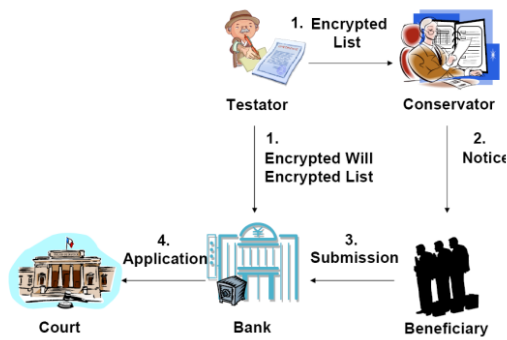 1. Encrypted
List
Testator
Conservator
1.
Encrypted Will
Encrypted List
2.
Notice
4.
Application
3.
Submission
Court
Bank
Beneficiary